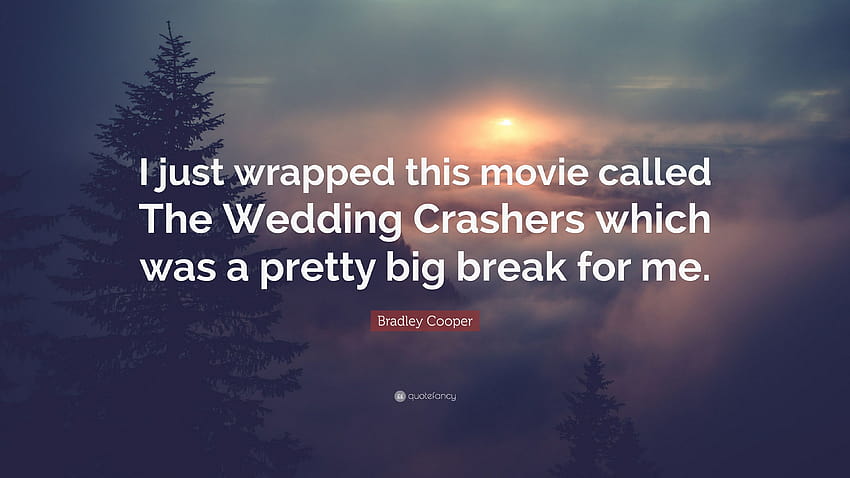 I just wrapped this movie called
The Wedding Crashers which
was a pretty big break for me.
Bradley Cooper
quotefancy